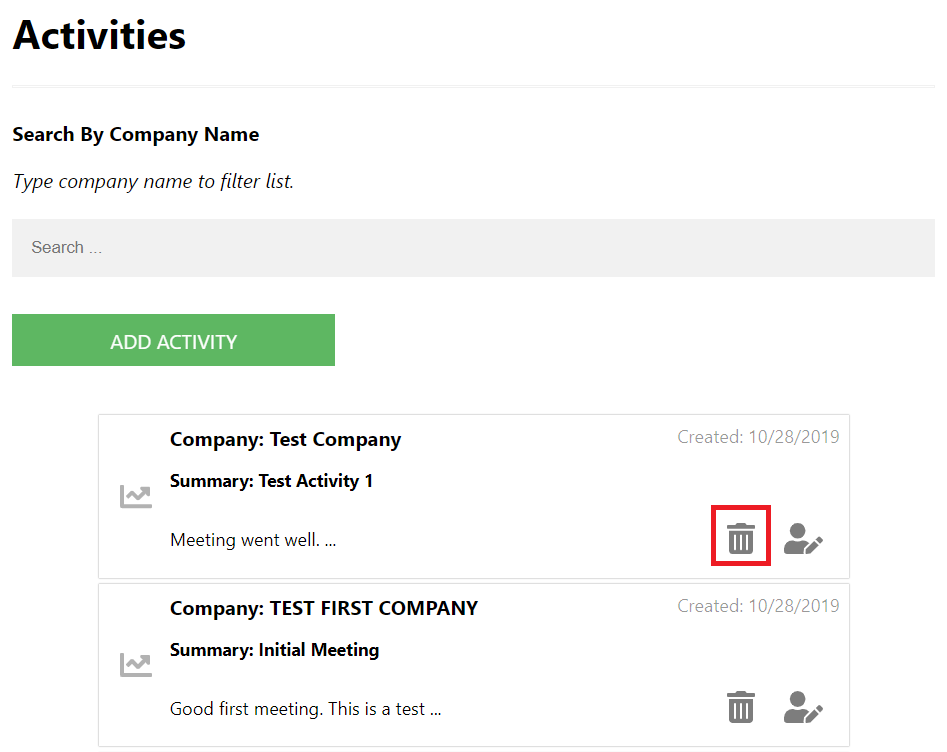 Activities
Search By Company Name
Type company name to filter list.
Search ...
ADD ACTIVITY
Company: Test Company
Created: 10/28/2019
Summary: Test Activity 1
Meeting went well. ...
Company: TEST FIRST COMPANY
Created: 10/28/2019
Summary: Initial Meeting
Good first meeting. This is a test ...